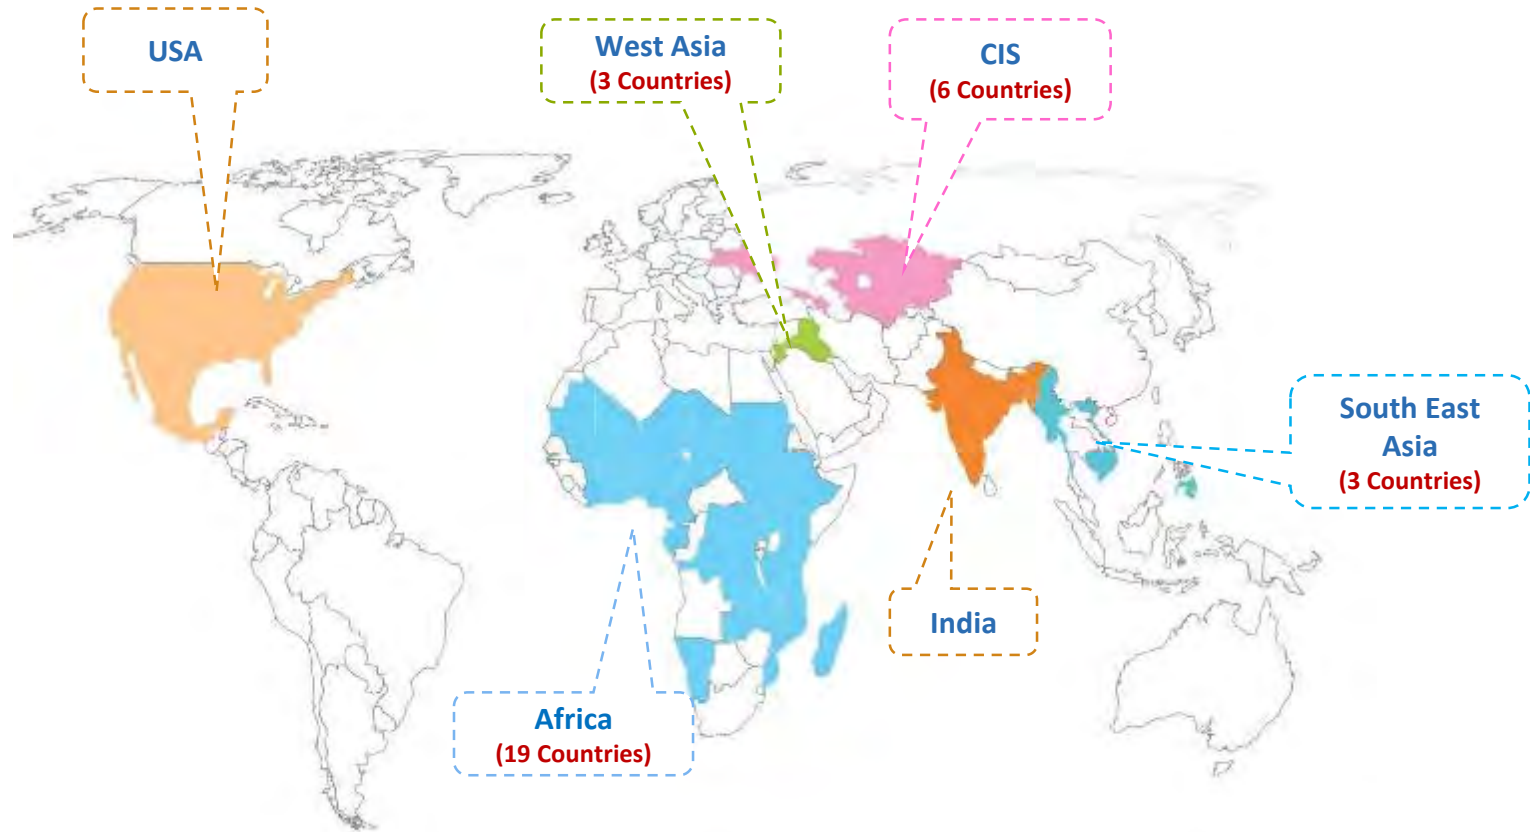 USA
West Asia
(3 Countries)
CIS
(6 Countries)
South East
Asia
(3 Countries)
India
Africa
(19 Countries)